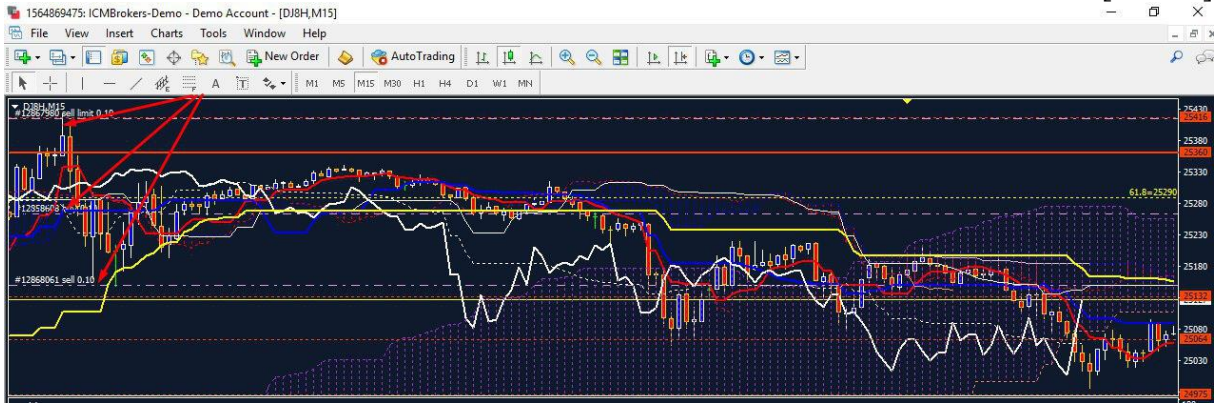 1564869475: ICMBrokers-Demo - Demo Account - [DJ8H,M15]
File View Insert Charts Tools Window Help
New Order AutoTrading
A T M1 M5 M15 M30 H1 H4 D1 W1 MN
DJ8H,M15
#12867980 sell limit 0.10
25430
25416
25380
25360
25330
61.8=25290
25280
25230
25180
#12868061 sell 0.10
25132
25080
25064
25030
24975